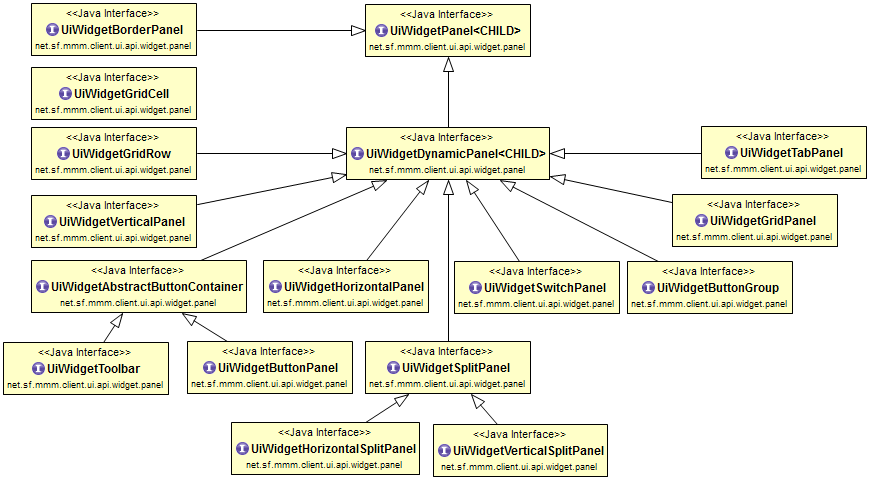 <<Java Interface>>
UiWidgetBorderPanel
net.sf.mmm.client.ui.api.widget.panel
<<Java Interface>>
UiWidgetPanel<CHILD>
net.sf.mmm.client.ui.api.widget.panel
<<Java Interface>>
UiWidgetGridCell
net.sf.mmm.client.ui.api.widget.panel
<<Java Interface>>
UiWidgetGridRow
net.sf.mmm.client.ui.api.widget.panel
<<Java Interface>>
UiWidgetDynamicPanel<CHILD>
net.sf.mmm.client.ui.api.widget.panel
<<Java Interface>>
UiWidgetTabPanel
net.sf.mmm.client.ui.api.widget.panel
<<Java Interface>>
UiWidgetVerticalPanel
net.sf.mmm.client.ui.api.widget.panel
<<Java Interface>>
UiWidgetGridPanel
net.sf.mmm.client.ui.api.widget.panel
<<Java Interface>>
UiWidgetAbstractButtonContainer
net.sf.mmm.client.ui.api.widget.panel
<<Java Interface>>
UiWidgetHorizontalPanel
net.sf.mmm.client.ui.api.widget.panel
<<Java Interface>>
UiWidgetSwitchPanel
net.sf.mmm.client.ui.api.widget.panel
<<Java Interface>>
UiWidgetButtonGroup
net.sf.mmm.client.ui.api.widget.panel
<<Java Interface>>
UiWidgetToolbar
net.sf.mmm.client.ui.api.widget.panel
<<Java Interface>>
UiWidgetButtonPanel
net.sf.mmm.client.ui.api.widget.panel
<<Java Interface>>
UiWidgetSplitPanel
net.sf.mmm.client.ui.api.widget.panel
<<Java Interface>>
UiWidgetHorizontalSplitPanel
net.sf.mmm.client.ui.api.widget.panel
<<Java Interface>>
UiWidgetVerticalSplitPanel
net.sf.mmm.client.ui.api.widget.panel